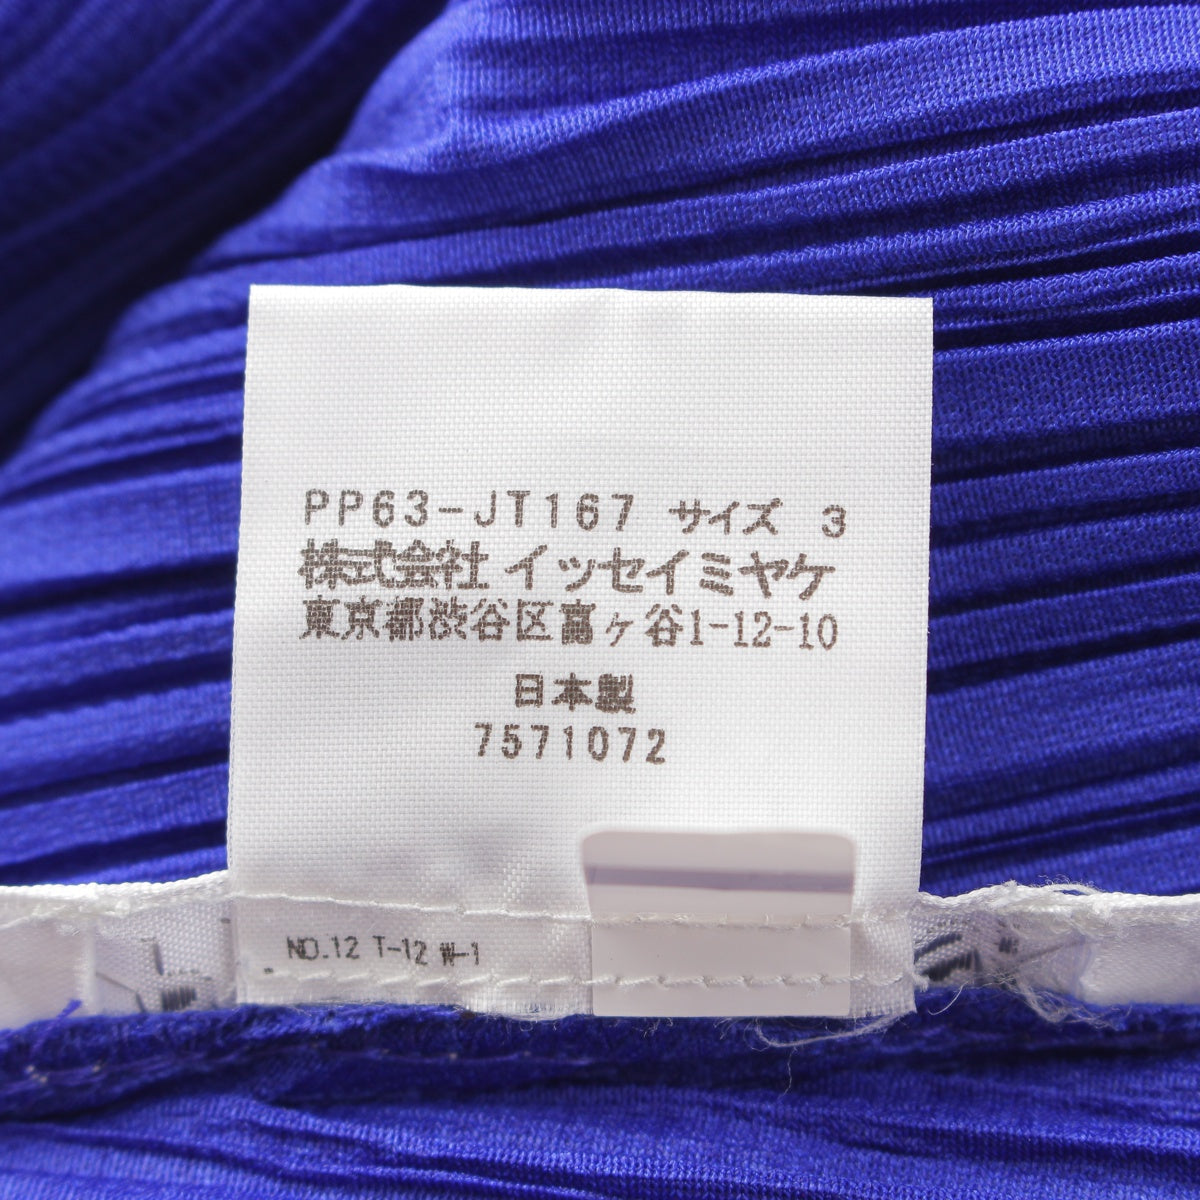 PP63-JT167 サイズ 3
株式会社 イッセイミヤケ
東京都渋谷区富ヶ谷1-12-10
日本製
7571072
NO.12 T-12 W-1